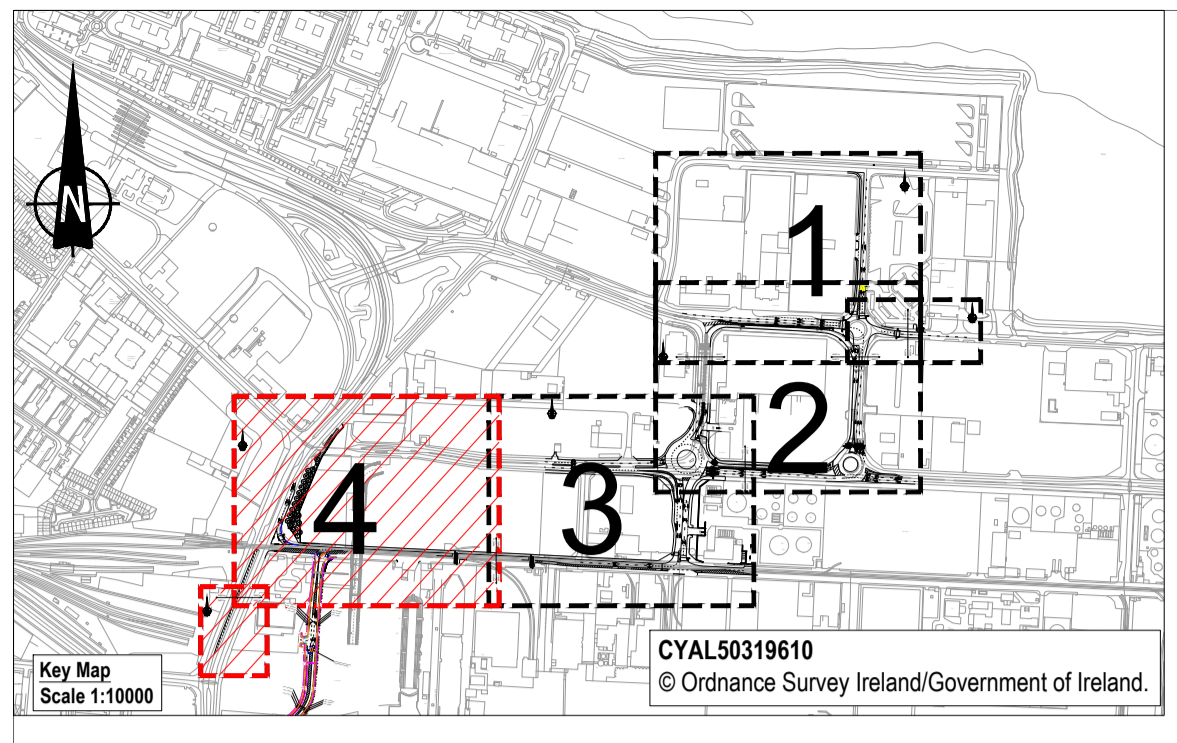 N
1
2
3
4
Key Map
Scale 1:10000
CYAL50319610
© Ordnance Survey Ireland/Government of Ireland.